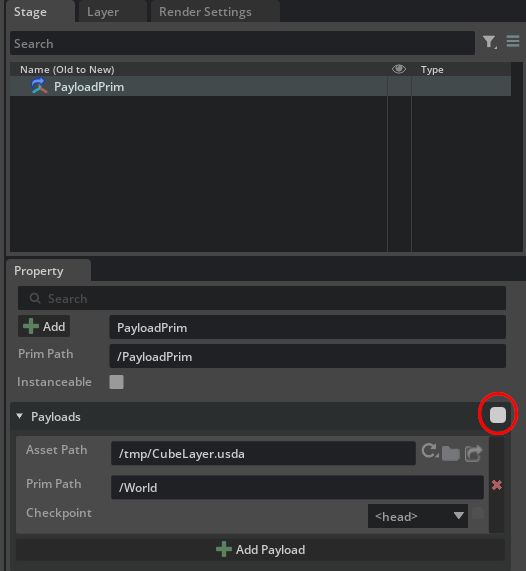 Stage Layer Render Settings
Search
Name (Old to New) Type
PayloadPrim
Property
Search
Add PayloadPrim
Prim Path /PayloadPrim
Instanceable
Payloads
Asset Path /tmp/CubeLayer.usda
Prim Path /World
Checkpoint <head>
Add Payload